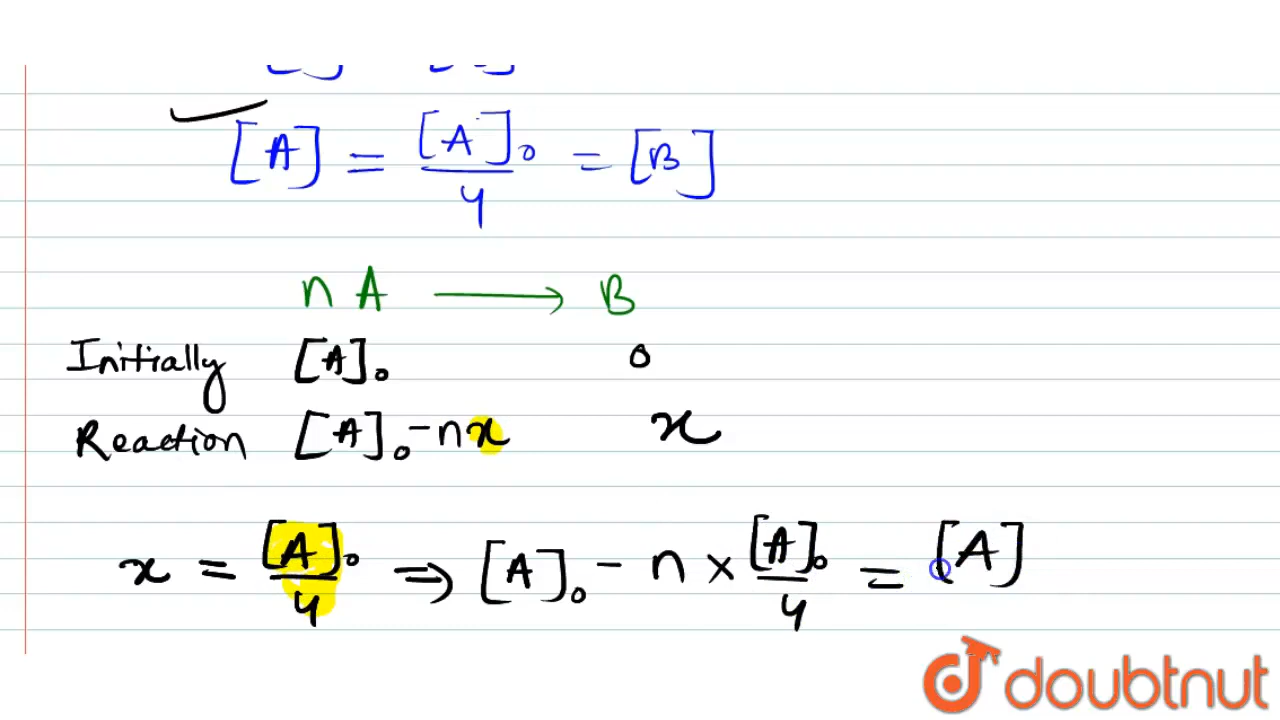 [A] = [A]₀/4 = [B]
n A → B
Initially [A]₀ 0
Reaction [A]₀ - nx x
x = [A]₀/4 ⇒ [A]₀ - n × [A]₀/4 = [A]
doubtnut